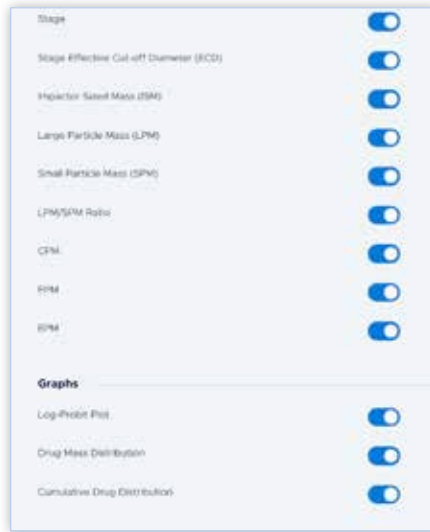 Stage
Stage Effective Cut-off Diameter (ECD)
Impactor Sized Mass (ISM)
Large Particle Mass (LPM)
Small Particle Mass (SPM)
LPM/SPM Ratio
CPM
FPM
EPM
Graphs
Log-Probit Plot
Drug Mass Distribution
Cumulative Drug Distribution